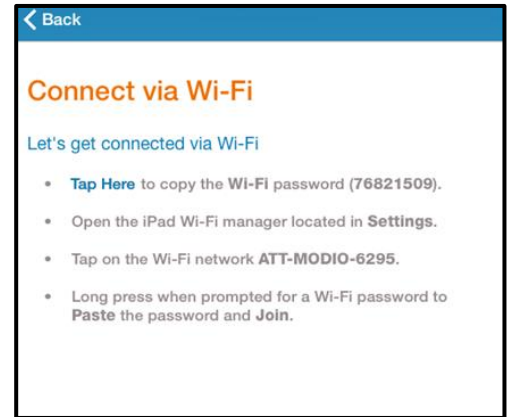 Back
Connect via Wi-Fi
Let's get connected via Wi-Fi
• Tap Here to copy the Wi-Fi password (76821509).
• Open the iPad Wi-Fi manager located in Settings.
• Tap on the Wi-Fi network ATT-MODIO-6295.
• Long press when prompted for a Wi-Fi password to
Paste the password and Join.